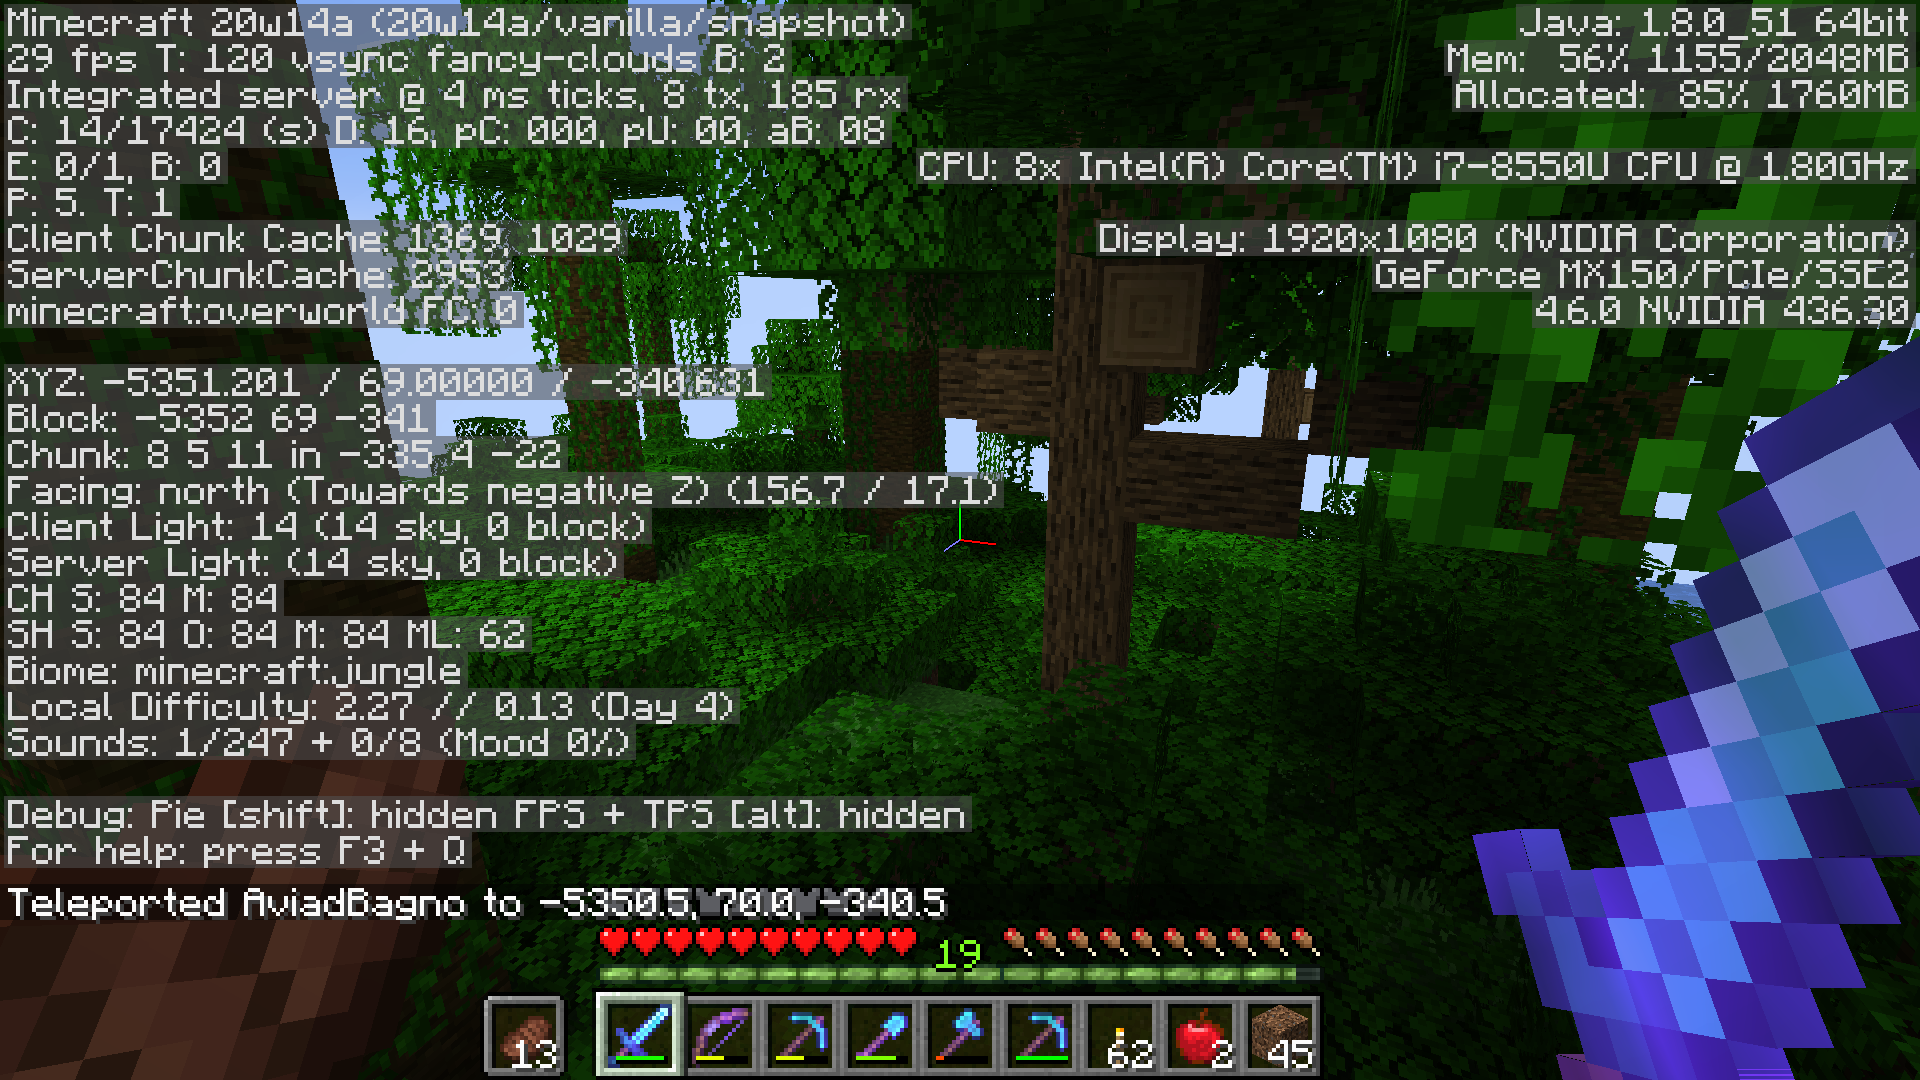 Minecraft 20w14a (20w14a/vanilla/snapshot)
29 fps T: 120 vsync fancy-clouds B: 2
Integrated server @ 4 ms ticks, 8 tx, 185 rx
C: 14/17424 (s) D: 16, pC: 000, pU: 00, aB: 08
E: 0/1, B: 0
P: 5. T: 1
Client Chunk Cache: 1369, 1029
ServerChunkCache: 2953
minecraft:overworld FC: 0
XYZ: -5351.201 / 69.00000 / -340.631
Block: -5352 69 -341
Chunk: 8 5 11 in -335 4 -22
Facing: north (Towards negative Z) (156.7 / 17.1)
Client Light: 14 (14 sky, 0 block)
Server Light: (14 sky, 0 block)
CH S: 84 M: 84
SH S: 84 O: 84 M: 84 ML: 62
Biome: minecraft:jungle
Local Difficulty: 2.27 // 0.13 (Day 4)
Sounds: 1/247 + 0/8 (Mood 0%)
Debug: Pie [shift]: hidden FPS + TPS [alt]: hidden
For help: press F3 + Q
Java: 1.8.0_51 64bit
Mem: 56% 1155/2048MB
Allocated: 85% 1760MB
CPU: 8x Intel(R) Core(TM) i7-8550U CPU @ 1.80GHz
Display: 1920x1080 (NVIDIA Corporation)
GeForce MX150/PCIe/SSE2
4.6.0 NVIDIA 436.30
Teleported AviadBagno to -5350.5, 70.0, -340.5
19
13
62
2
45